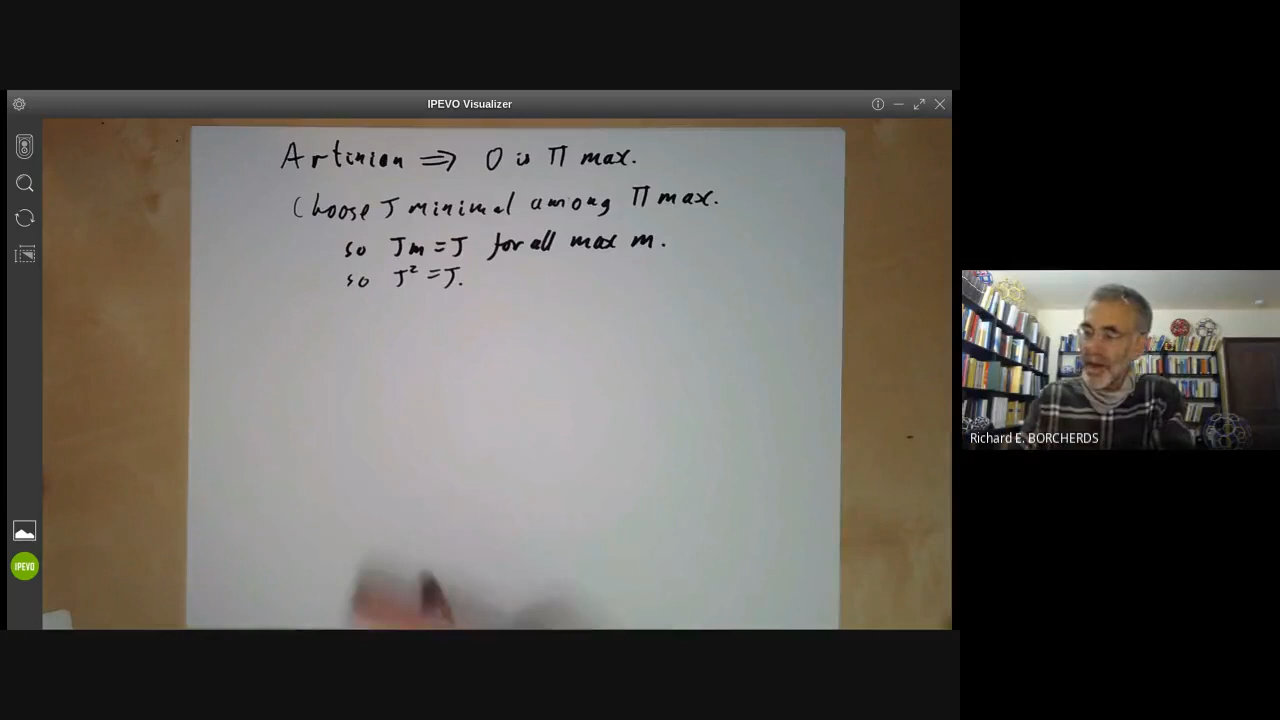 IPEVO Visualizer
Artinian ⇒ 0 is Π max.
Choose J minimal among Π max.
so Jm = J for all max m.
so J² = J.
Richard E. BORCHERDS
IPEVO